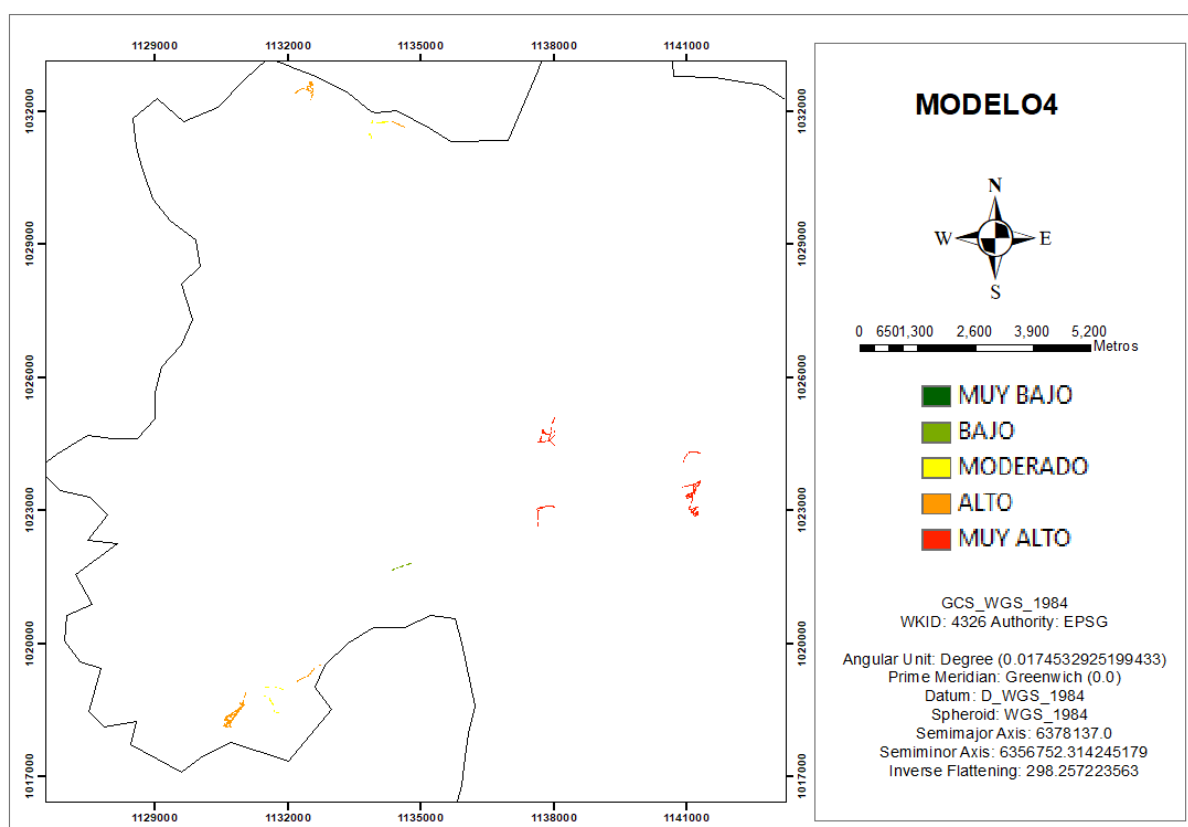 1129000 1132000 1135000 1138000 1141000
1032000 1032000
1029000 1029000
1026000 1026000
1023000 1023000
1020000 1020000
1017000 1017000
1129000 1132000 1135000 1138000 1141000
MODELO4
N
W E
S
0 650 1,300 2,600 3,900 5,200
Metros
MUY BAJO
BAJO
MODERADO
ALTO
MUY ALTO
GCS_WGS_1984
WKID: 4326 Authority: EPSG
Angular Unit: Degree (0.0174532925199433)
Prime Meridian: Greenwich (0.0)
Datum: D_WGS_1984
Spheroid: WGS_1984
Semimajor Axis: 6378137.0
Semiminor Axis: 6356752.314245179
Inverse Flattening: 298.257223563